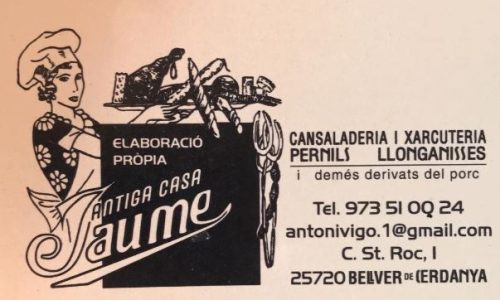 ELABORACIÓ
PRÒPIA
ANTIGA CASA
Jaume
CANSALADERIA I XARCUTERIA
PERNILS LLONGANISSES
i demés derivats del porc
Tel. 973 51 00 24
antonivigo.1@gmail.com
C. St. Roc, 1
25720 BELLVER DE CERDANYA